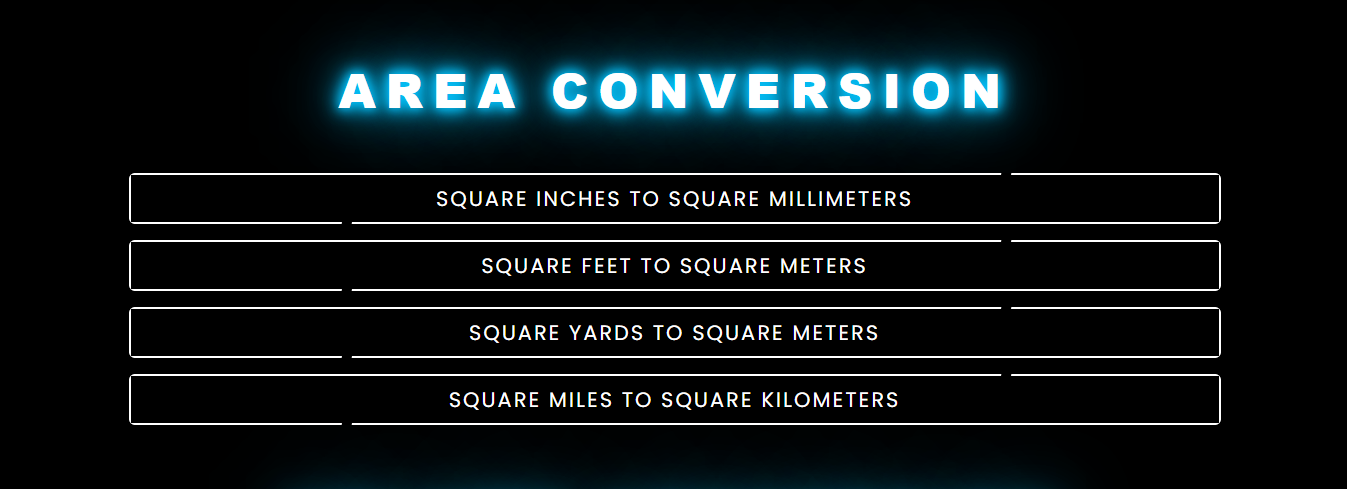 AREA CONVERSION
SQUARE INCHES TO SQUARE MILLIMETERS
SQUARE FEET TO SQUARE METERS
SQUARE YARDS TO SQUARE METERS
SQUARE MILES TO SQUARE KILOMETERS